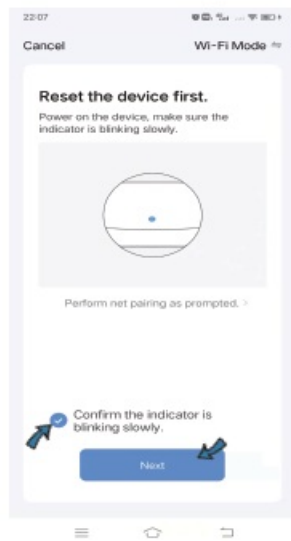 22:07
Cancel
Wi-Fi Mode
Reset the device first.
Power on the device, make sure the
indicator is blinking slowly.
Perform net pairing as prompted. >
Confirm the indicator is
blinking slowly.
Next